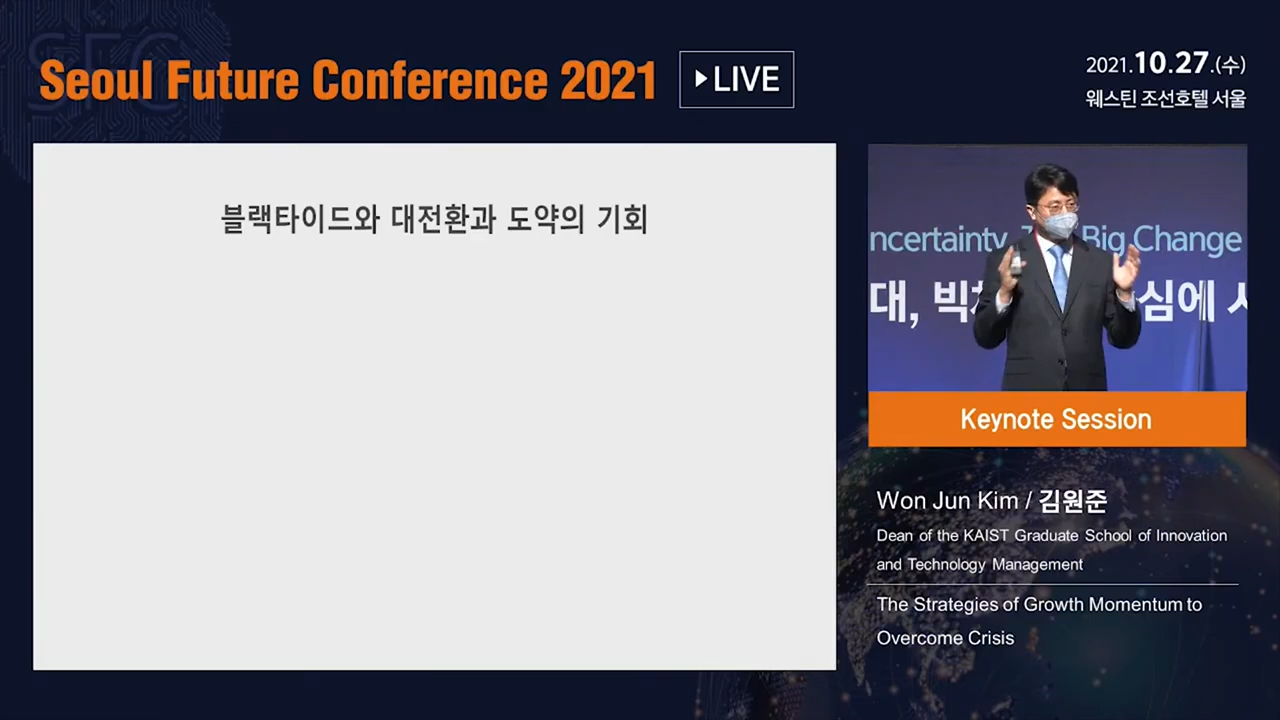 Seoul Future Conference 2021
LIVE
2021.10.27.(수)
웨스틴 조선호텔 서울
블랙타이드와 대전환과 도약의 기회
ncertainty, Big Change
대, 심에
Keynote Session
Won Jun Kim / 김원준
Dean of the KAIST Graduate School of Innovation
and Technology Management
The Strategies of Growth Momentum to
Overcome Crisis